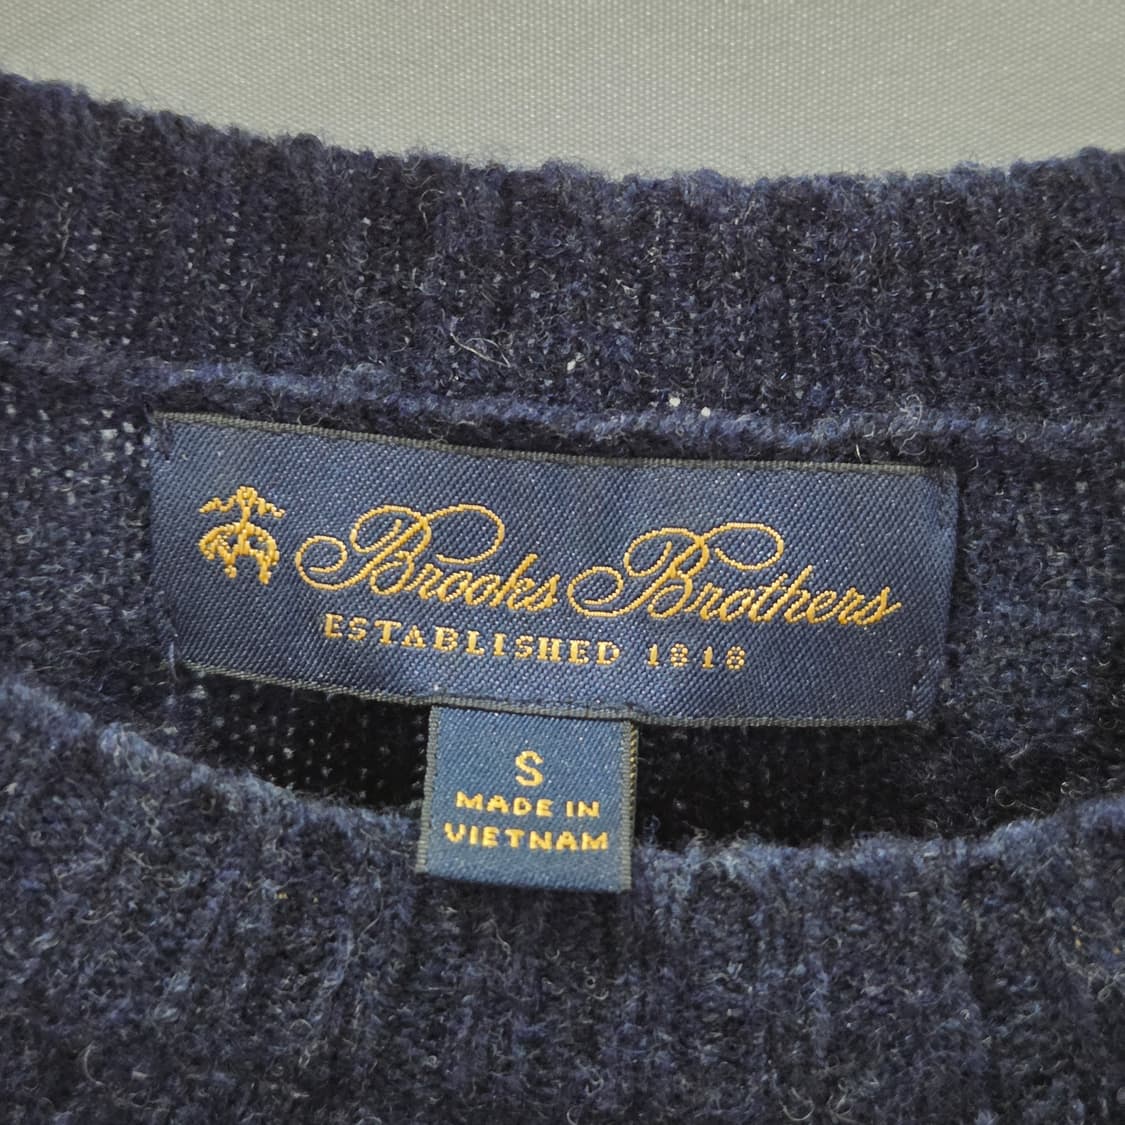 Brooks Brothers
ESTABLISHED 1818
S
MADE IN
VIETNAM